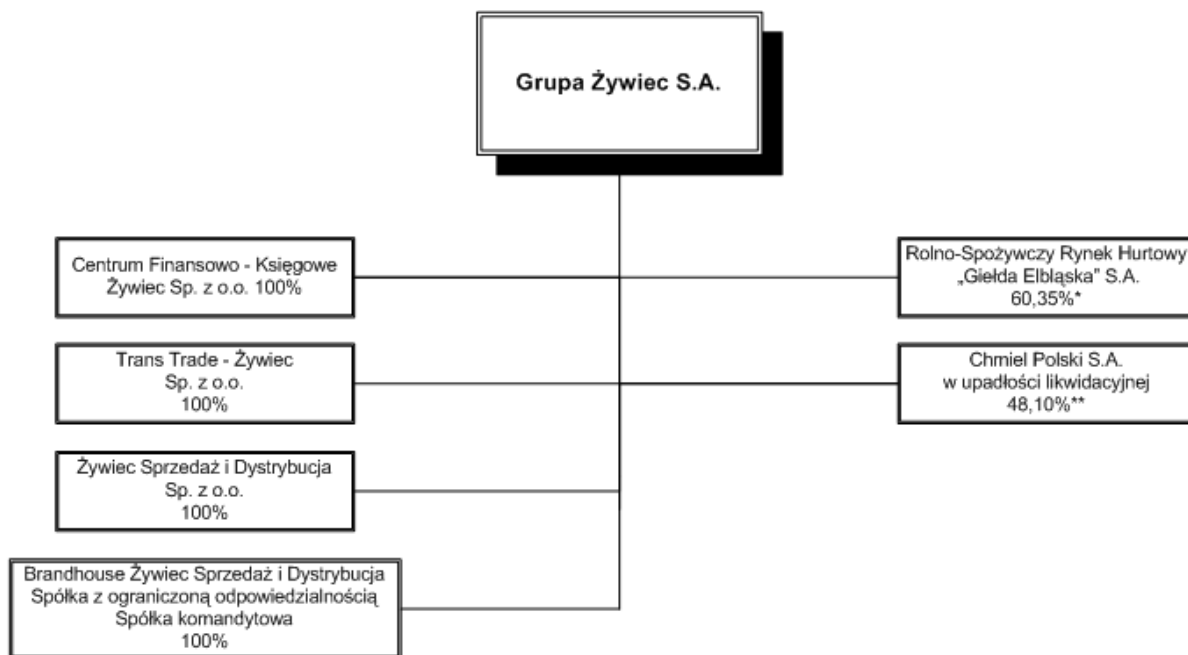 Grupa Żywiec S.A.
Centrum Finansowo - Księgowe
Żywiec Sp. z o.o. 100%
Rolno-Spożywczy Rynek Hurtowy
„Giełda Elbląska” S.A.
60,35%*
Trans Trade - Żywiec
Sp. z o.o.
100%
Chmiel Polski S.A.
w upadłości likwidacyjnej
48,10%**
Żywiec Sprzedaż i Dystrybucja
Sp. z o.o.
100%
Brandhouse Żywiec Sprzedaż i Dystrybucja
Spółka z ograniczoną odpowiedzialnością
Spółka komandytowa
100%